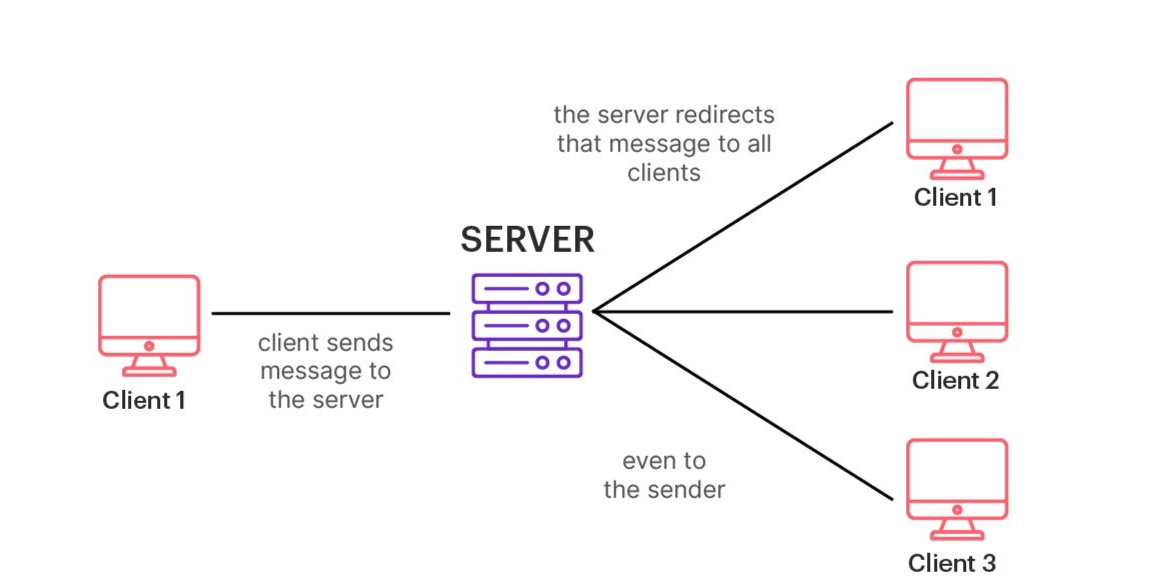 the server redirects
that message to all
clients
Client 1
SERVER
client sends
message to
the server
Client 1
Client 2
even to
the sender
Client 3